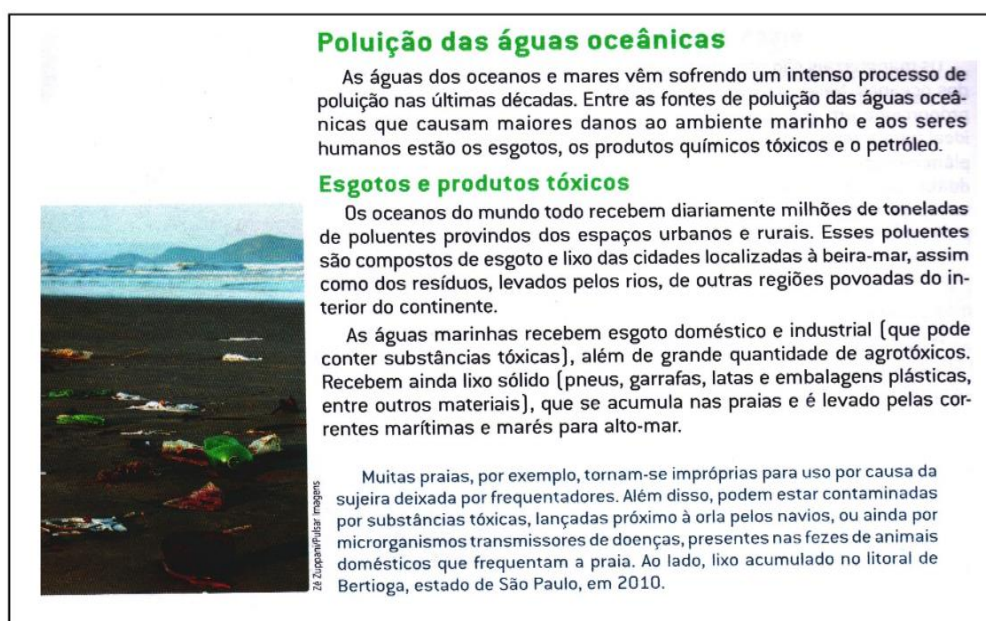 Poluição das águas oceânicas
As águas dos oceanos e mares vêm sofrendo um intenso processo de
poluição nas últimas décadas. Entre as fontes de poluição das águas oceâ-
nicas que causam maiores danos ao ambiente marinho e aos seres
humanos estão os esgotos, os produtos químicos tóxicos e o petróleo.
Esgotos e produtos tóxicos
Os oceanos do mundo todo recebem diariamente milhões de toneladas
de poluentes provindos dos espaços urbanos e rurais. Esses poluentes
são compostos de esgoto e lixo das cidades localizadas à beira-mar, assim
como dos resíduos, levados pelos rios, de outras regiões povoadas do in-
terior do continente.
As águas marinhas recebem esgoto doméstico e industrial (que pode
conter substâncias tóxicas), além de grande quantidade de agrotóxicos.
Recebem ainda lixo sólido (pneus, garrafas, latas e embalagens plásticas,
entre outros materiais), que se acumula nas praias e é levado pelas cor-
rentes marítimas e marés para alto-mar.
Muitas praias, por exemplo, tornam-se impróprias para uso por causa da
sujeira deixada por frequentadores. Além disso, podem estar contaminadas
por substâncias tóxicas, lançadas próximo à orla pelos navios, ou ainda por
microrganismos transmissores de doenças, presentes nas fezes de animais
domésticos que frequentam a praia. Ao lado, lixo acumulado no litoral de
Bertioga, estado de São Paulo, em 2010.
Zé Zuppani/Pulsar Imagens